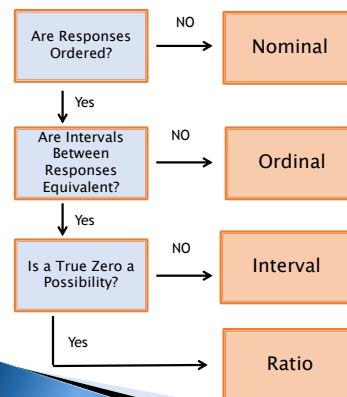 Are Responses
Ordered?
NO
Nominal
Yes
Are Intervals
Between
Responses
Equivalent?
NO
Ordinal
Yes
Is a True Zero a
Possibility?
NO
Interval
Yes
Ratio